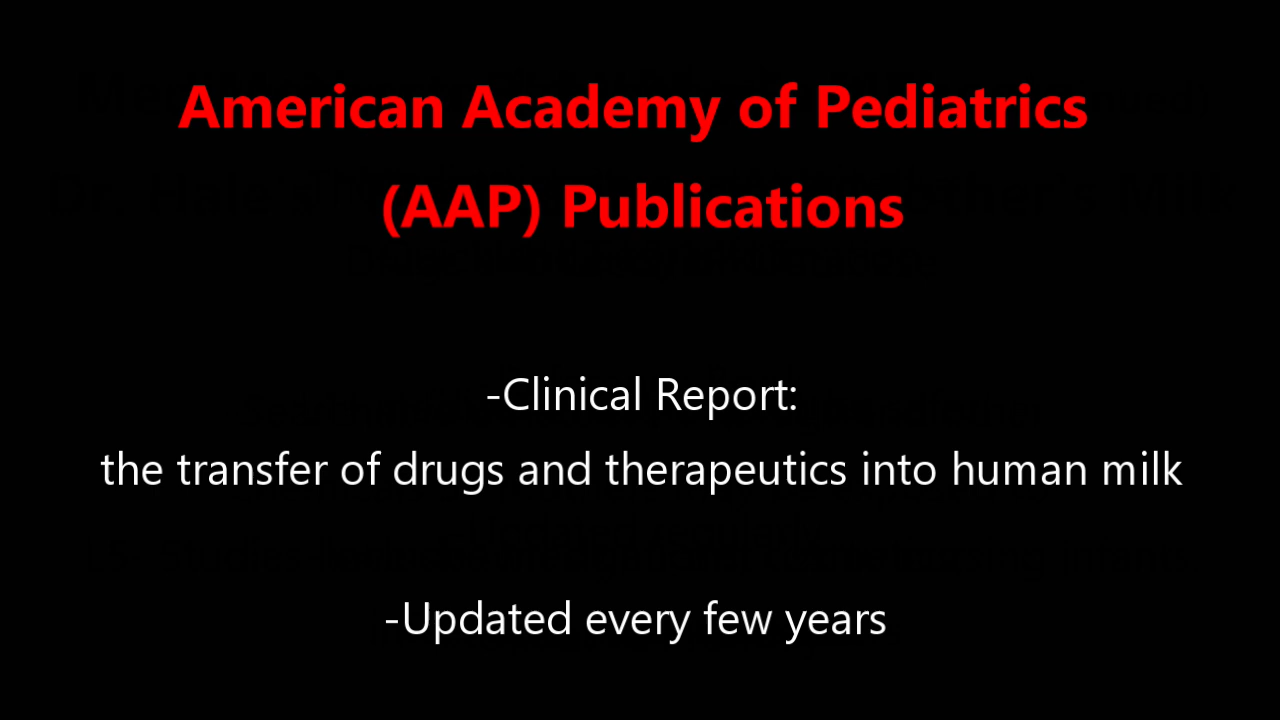 American Academy of Pediatrics
(AAP) Publications
-Clinical Report:
the transfer of drugs and therapeutics into human milk
-Updated every few years